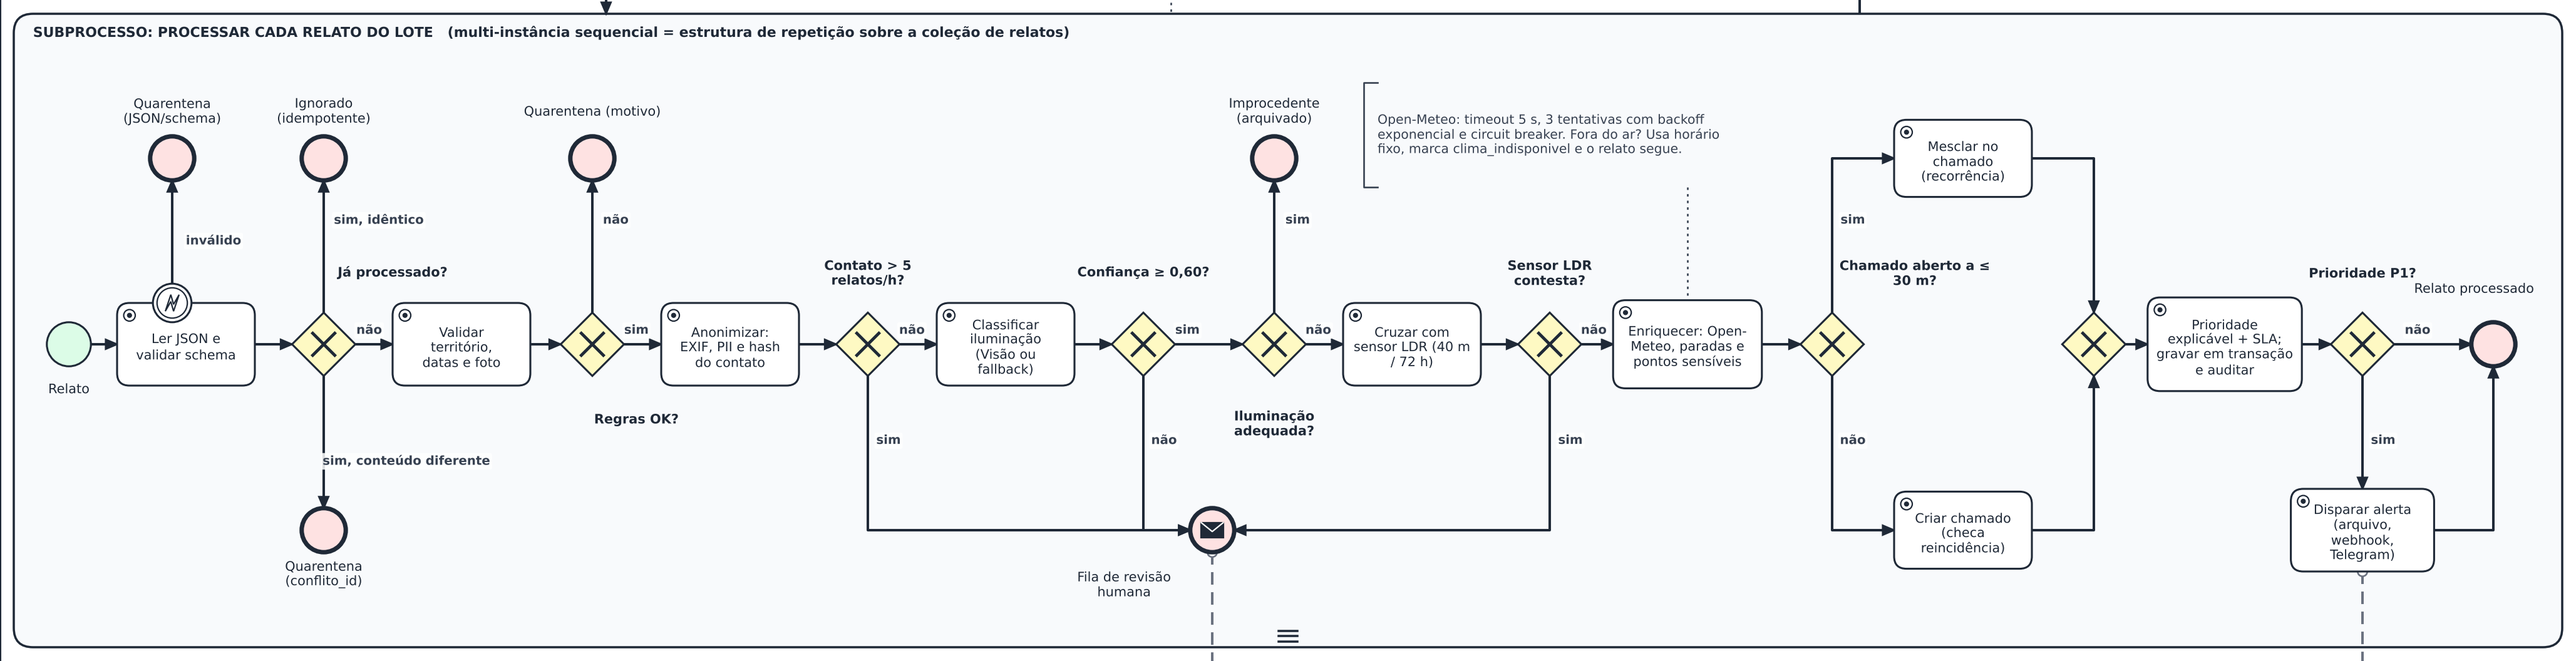 SUBPROCESSO: PROCESSAR CADA RELATO DO LOTE (multi-instância sequencial = estrutura de repetição sobre a coleção de relatos)
Quarentena
(JSON/schema)
Ignorado
(idempotente)
Quarentena (motivo)
Improcedente
(arquivado)
Open-Meteo: timeout 5 s, 3 tentativas com backoff
exponencial e circuit breaker. Fora do ar? Usa horário
fixo, marca clima_indisponivel e o relato segue.
Mesclar no
chamado
(recorrência)
inválido
sim, idêntico
não
sim
sim
Já processado?
Contato > 5
relatos/h?
Confiança ≥ 0,60?
Sensor LDR
contesta?
Chamado aberto a ≤
30 m?
Prioridade P1?
Relato processado
Relato
Ler JSON e
validar schema
não
Validar
território,
datas e foto
sim
Anonimizar:
EXIF, PII e hash
do contato
não
Classificar
iluminação
(Visão ou
fallback)
sim
não
Cruzar com
sensor LDR (40 m
/ 72 h)
não
Enriquecer: Open-
Meteo, paradas e
pontos sensíveis
Prioridade
explicável + SLA;
gravar em transação
e auditar
não
Regras OK?
Iluminação
adequada?
sim, conteúdo diferente
sim
não
sim
não
sim
Quarentena
(conflito_id)
Fila de revisão
humana
Criar chamado
(checa
reincidência)
Disparar alerta
(arquivo,
webhook,
Telegram)